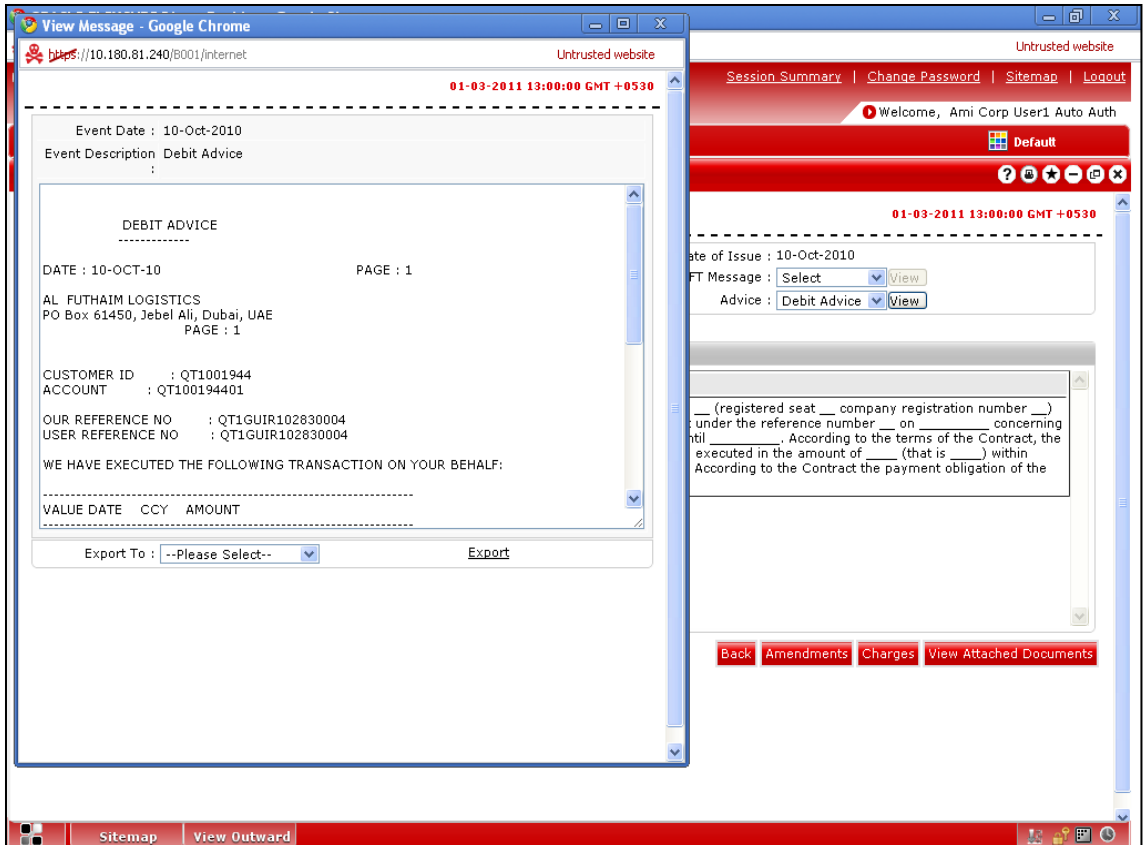 View Message - Google Chrome
https://10.180.81.240/B001/internet Untrusted website
01-03-2011 13:00:00 GMT +0530
Event Date : 10-Oct-2010
Event Description Debit Advice
:
DEBIT ADVICE
-------------
DATE : 10-OCT-10 PAGE : 1
AL FUTHAIM LOGISTICS
PO Box 61450, Jebel Ali, Dubai, UAE
PAGE : 1
CUSTOMER ID : QT1001944
ACCOUNT : QT100194401
OUR REFERENCE NO : QT1GUIR102830004
USER REFERENCE NO : QT1GUIR102830004
WE HAVE EXECUTED THE FOLLOWING TRANSACTION ON YOUR BEHALF:
VALUE DATE CCY AMOUNT
Export To : --Please Select-- Export
Untrusted website
Session Summary | Change Password | Sitemap | Logout
Welcome, Ami Corp User1 Auto Auth
Default
01-03-2011 13:00:00 GMT +0530
ate of Issue : 10-Oct-2010
FT Message : Select View
Advice : Debit Advice View
__ (registered seat __ company registration number __)
under the reference number __ on __________ concerning
ntil __________. According to the terms of the Contract, the
executed in the amount of ____ (that is ____) within
According to the Contract the payment obligation of the
Back Amendments Charges View Attached Documents
Sitemap View Outward